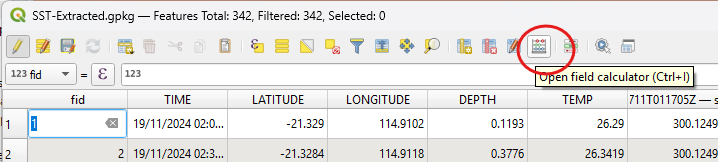 SST-Extracted.gpkg — Features Total: 342, Filtered: 342, Selected: 0
123 fid = ε 123
Open field calculator (Ctrl+I)
fid TIME LATITUDE LONGITUDE DEPTH TEMP 711T011705Z — s
1 1 19/11/2024 02:0... -21.329 114.9102 0.1193 26.29 300.1249
2 2 19/11/2024 02:3... -21.3284 114.9118 0.3776 26.3419 300.1249